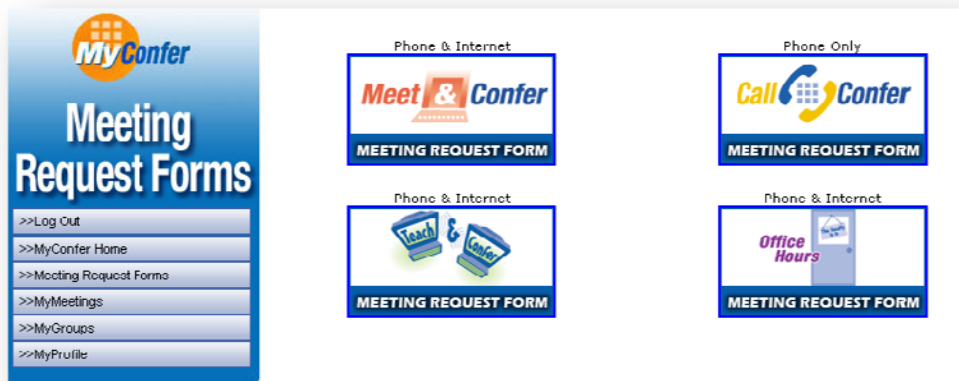 MyConfer
Meeting
Request Forms
>>Log Out
>>MyConfer Home
>>Meeting Request Forms
>>MyMeetings
>>MyGroups
>>MyProfile
Phone & Internet
Meet & Confer
MEETING REQUEST FORM
Phone Only
Call Confer
MEETING REQUEST FORM
Phone & Internet
Teach & Confer
MEETING REQUEST FORM
Phone & Internet
Office
Hours
MEETING REQUEST FORM